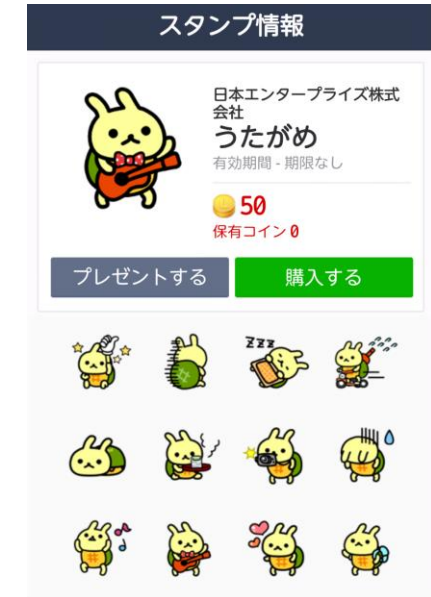 スタンプ情報
日本エンタープライズ株式
会社
うたがめ
有効期間 - 期限なし
50
保有コイン 0
プレゼントする
購入する
ZZZ